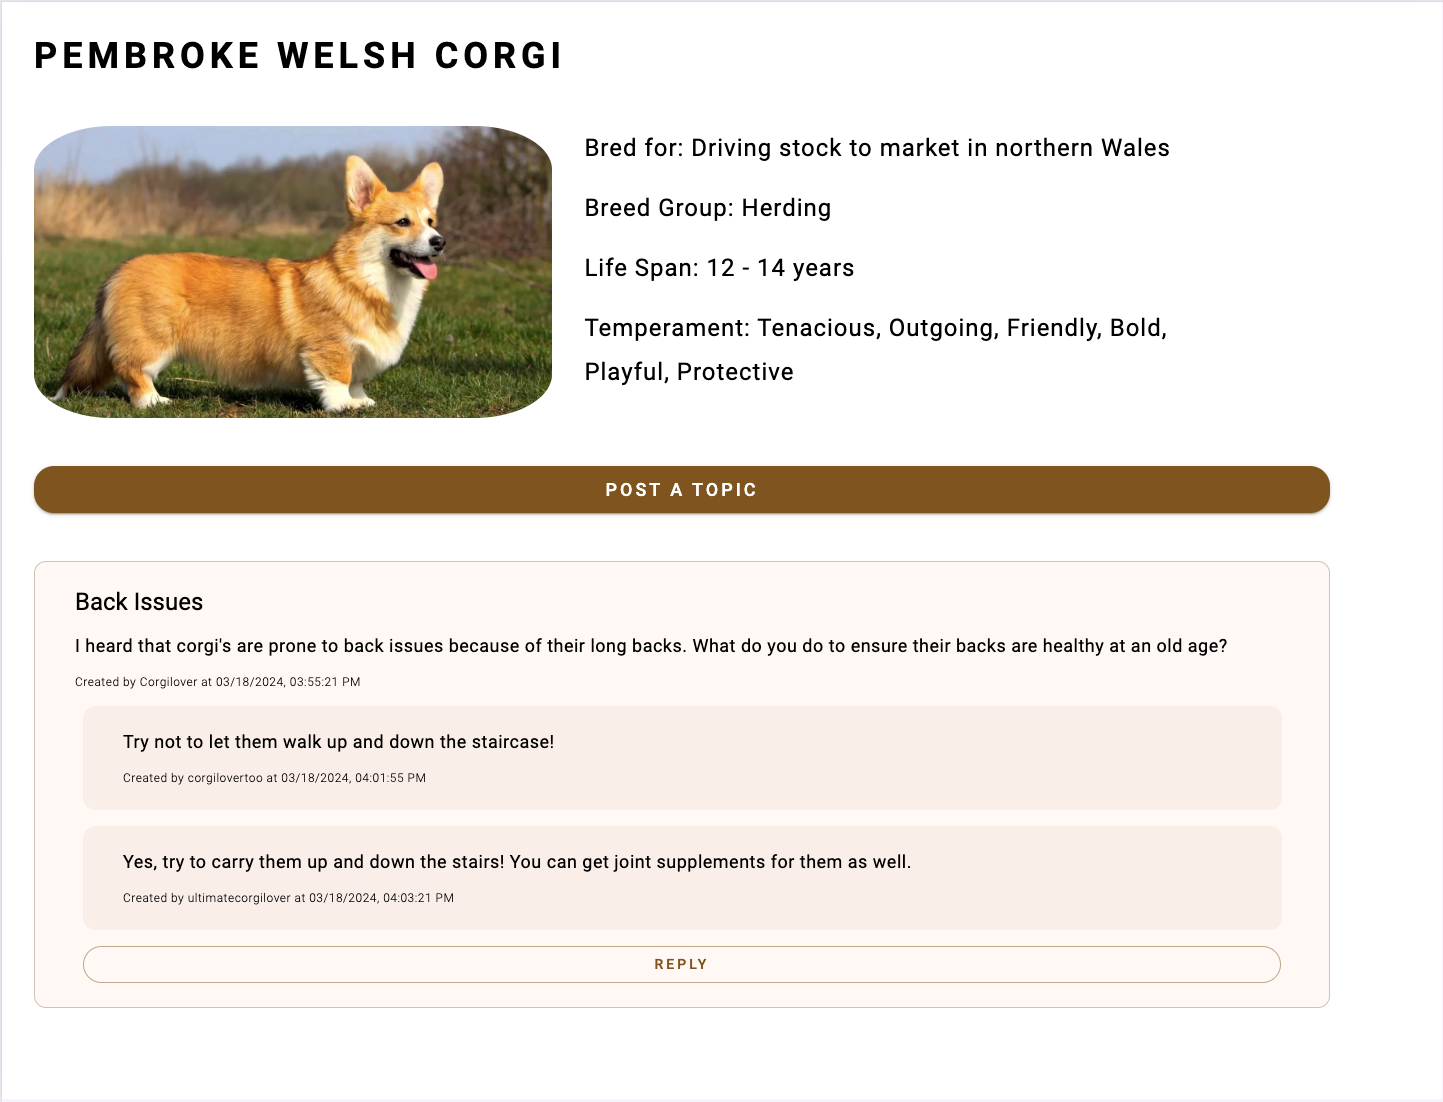 PEMBROKE WELSH CORGI
Bred for: Driving stock to market in northern Wales
Breed Group: Herding
Life Span: 12 - 14 years
Temperament: Tenacious, Outgoing, Friendly, Bold,
Playful, Protective
POST A TOPIC
Back Issues
I heard that corgi's are prone to back issues because of their long backs. What do you do to ensure their backs are healthy at an old age?
Created by Corgilover at 03/18/2024, 03:55:21 PM
Try not to let them walk up and down the staircase!
Created by corgilovertoo at 03/18/2024, 04:01:55 PM
Yes, try to carry them up and down the stairs! You can get joint supplements for them as well.
Created by ultimatecorgilover at 03/18/2024, 04:03:21 PM
REPLY